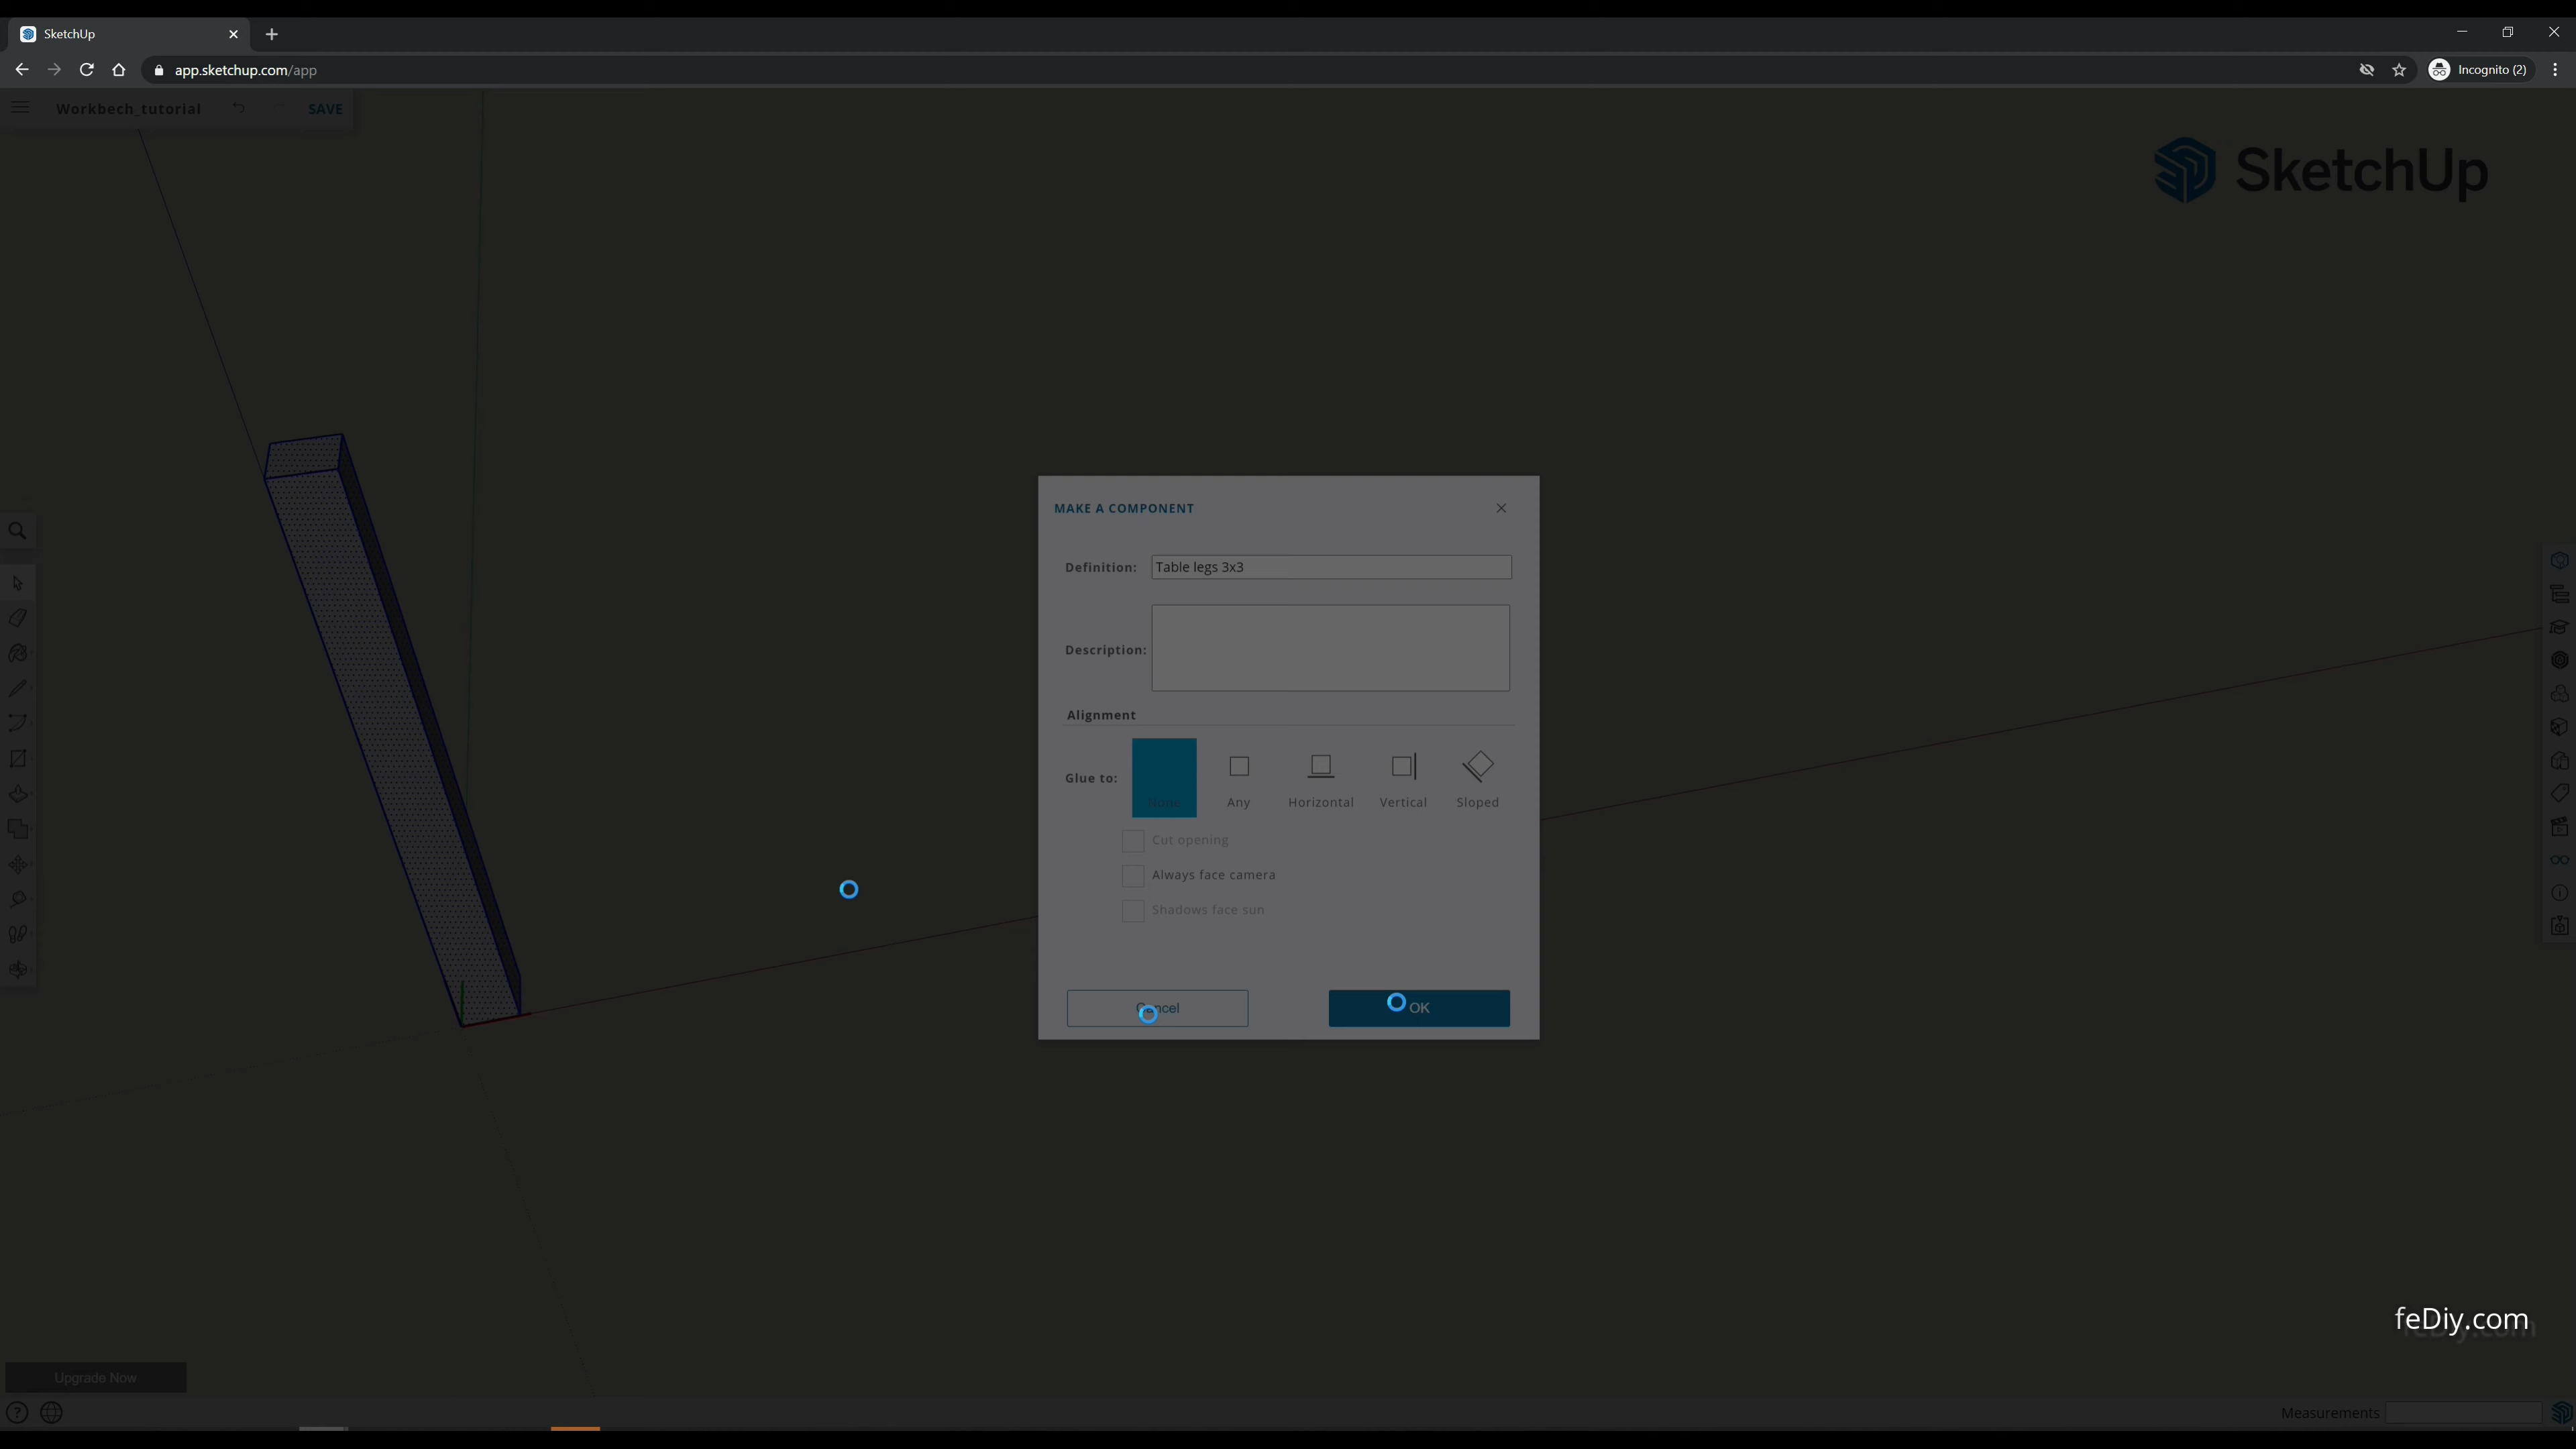 SketchUp
app.sketchup.com/app
Incognito (2)
Workbech_tutorial
SAVE
SketchUp
MAKE A COMPONENT
Definition: Table legs 3x3
Description:
Alignment
Glue to:
None Any Horizontal Vertical Sloped
Cut opening
Always face camera
Shadows face sun
Cancel OK
feDiy.com
Upgrade Now
Measurements